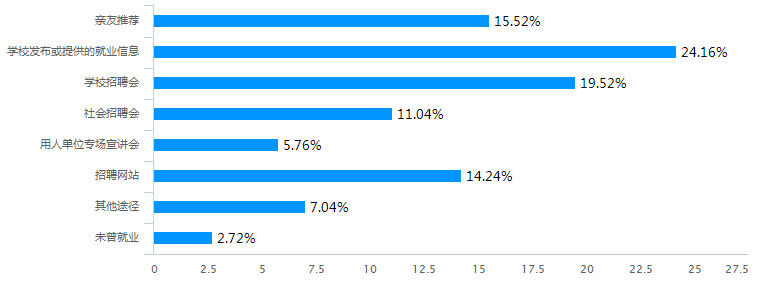 亲友推荐 15.52%
学校发布或提供的就业信息 24.16%
学校招聘会 19.52%
社会招聘会 11.04%
用人单位专场宣讲会 5.76%
招聘网站 14.24%
其他途径 7.04%
未曾就业 2.72%
0 2.5 5 7.5 10 12.5 15 17.5 20 22.5 25 27.5